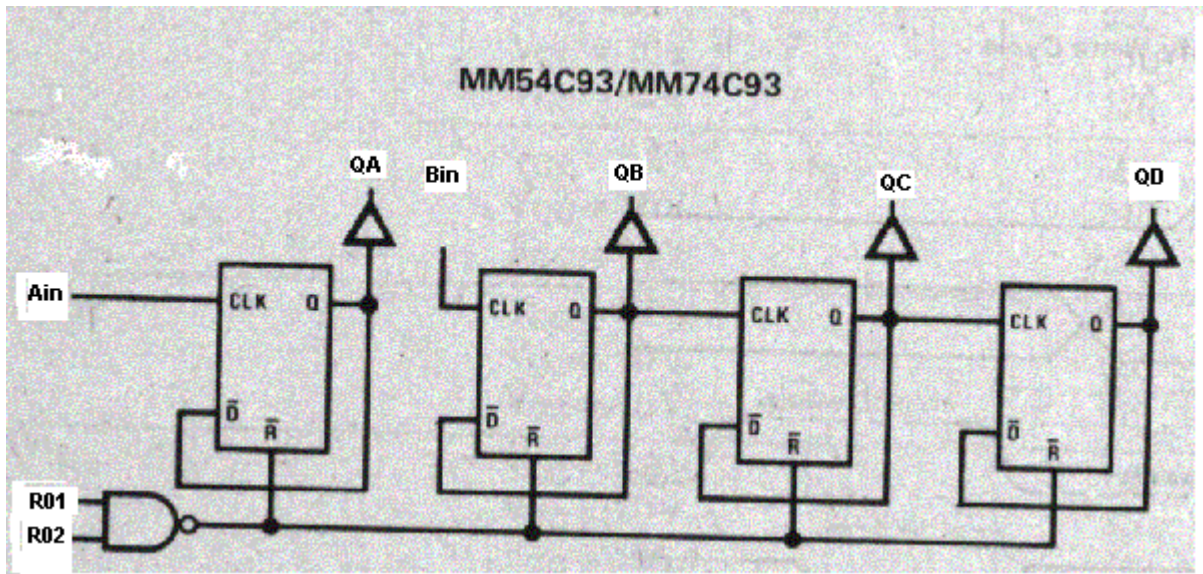 MM54C93/MM74C93
QA
Bin
QB
QC
QD
Ain
CLK Q
CLK Q
CLK Q
CLK Q
D̅
R̅
D̅
R̅
D̅
R̅
D̅
R̅
R01
R02